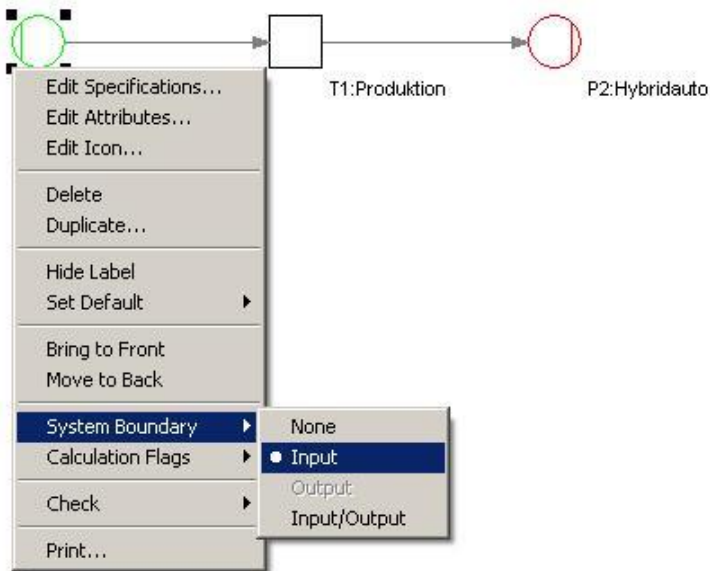 T1:Produktion
P2:Hybridauto
Edit Specifications...
Edit Attributes...
Edit Icon...
Delete
Duplicate...
Hide Label
Set Default
Bring to Front
Move to Back
System Boundary
Calculation Flags
Check
Print...
None
Input
Output
Input/Output